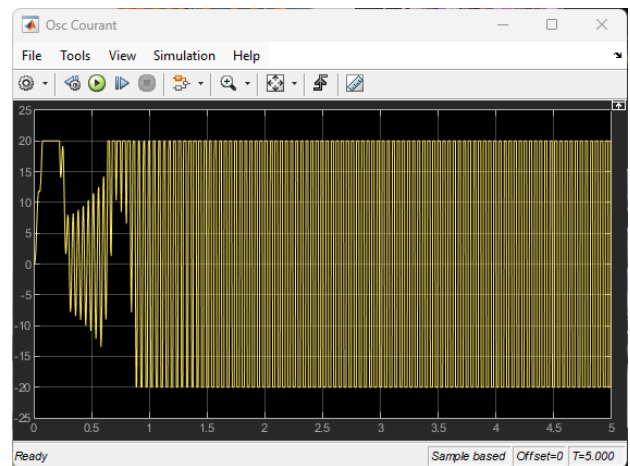 Osc Courant
File Tools View Simulation Help
25
20
15
10
5
0
-5
-10
-15
-20
-25
0 0.5 1 1.5 2 2.5 3 3.5 4 4.5 5
Ready Sample based Offset=0 T=5.000